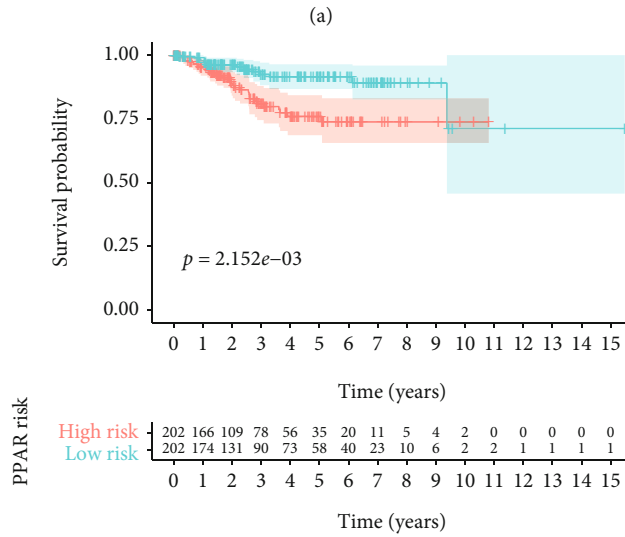 (a)
1.00
0.75
0.50
0.25
0.00
Survival probability
p = 2.152e−03
0 1 2 3 4 5 6 7 8 9 10 11 12 13 14 15
Time (years)
PPAR risk
High risk 202 166 109 78 56 35 20 11 5 4 2 0 0 0 0 0
Low risk 202 174 131 90 73 58 40 23 10 6 2 2 1 1 1 1
0 1 2 3 4 5 6 7 8 9 10 11 12 13 14 15
Time (years)